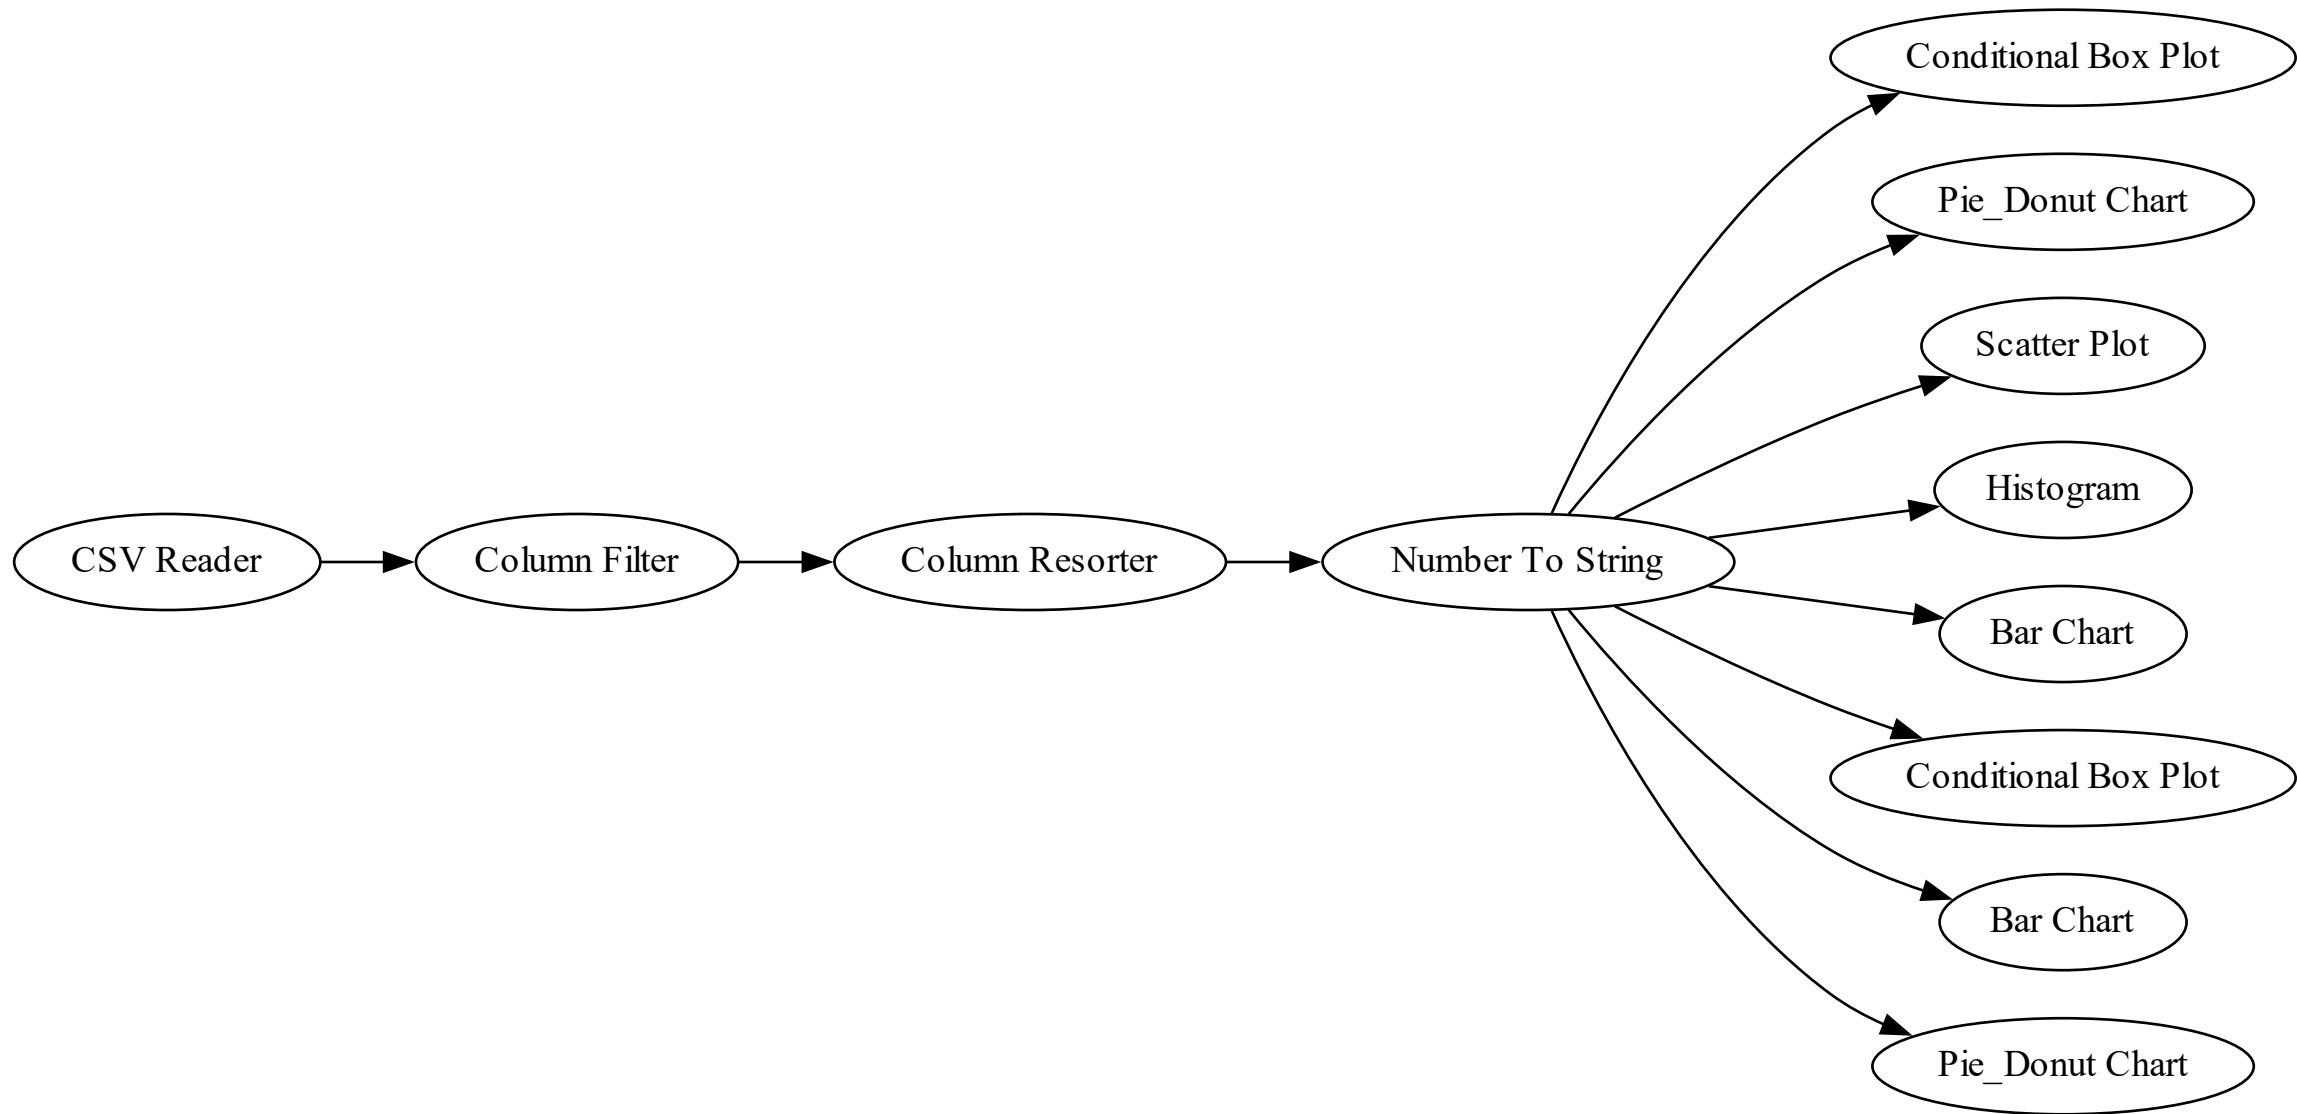 CSV Reader
Column Filter
Column Resorter
Number To String
Conditional Box Plot
Pie_Donut Chart
Scatter Plot
Histogram
Bar Chart
Conditional Box Plot
Bar Chart
Pie_Donut Chart